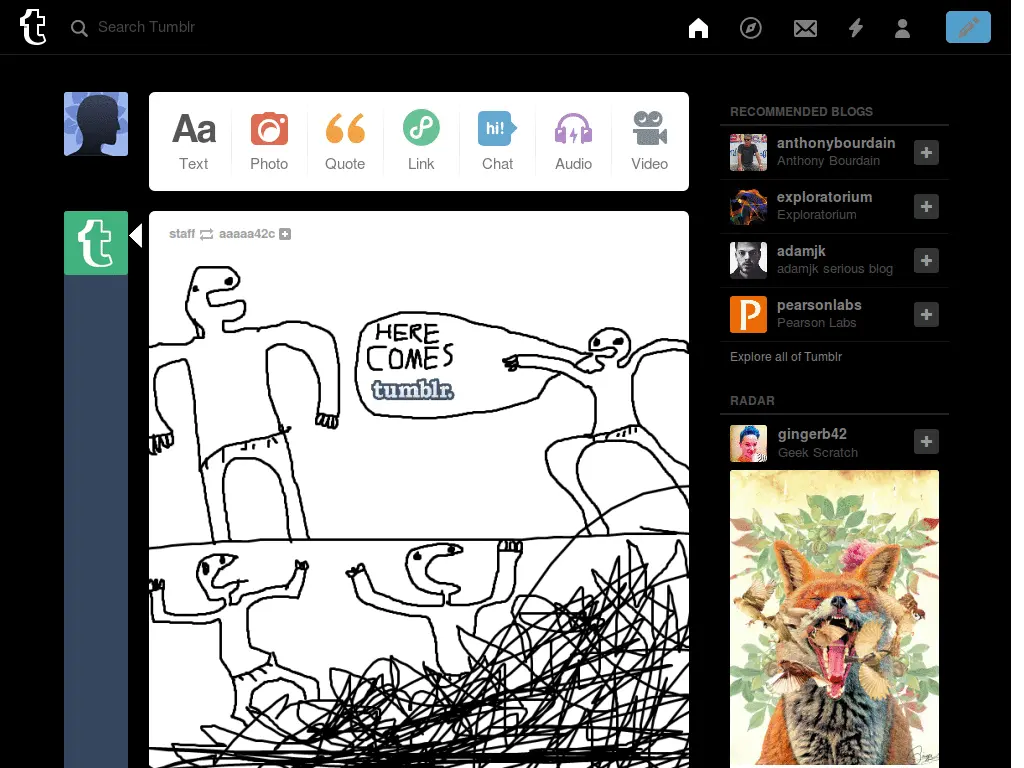 Search Tumblr
Aa
Text
Photo
Quote
Link
hi!
Chat
Audio
Video
staff aaaaa42c
HERE
COMES
tumblr.
RECOMMENDED BLOGS
anthonybourdain
Anthony Bourdain
exploratorium
Exploratorium
adamjk
adamjk serious blog
pearsonlabs
Pearson Labs
Explore all of Tumblr
RADAR
gingerb42
Geek Scratch